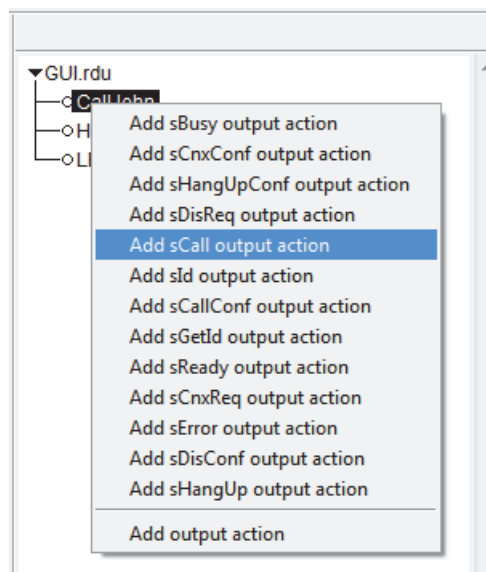 GUI.rdu
CallJohn
Add sBusy output action
Add sCnxConf output action
Add sHangUpConf output action
Add sDisReq output action
Add sCall output action
Add sId output action
Add sCallConf output action
Add sGetId output action
Add sReady output action
Add sCnxReq output action
Add sError output action
Add sDisConf output action
Add sHangUp output action
Add output action